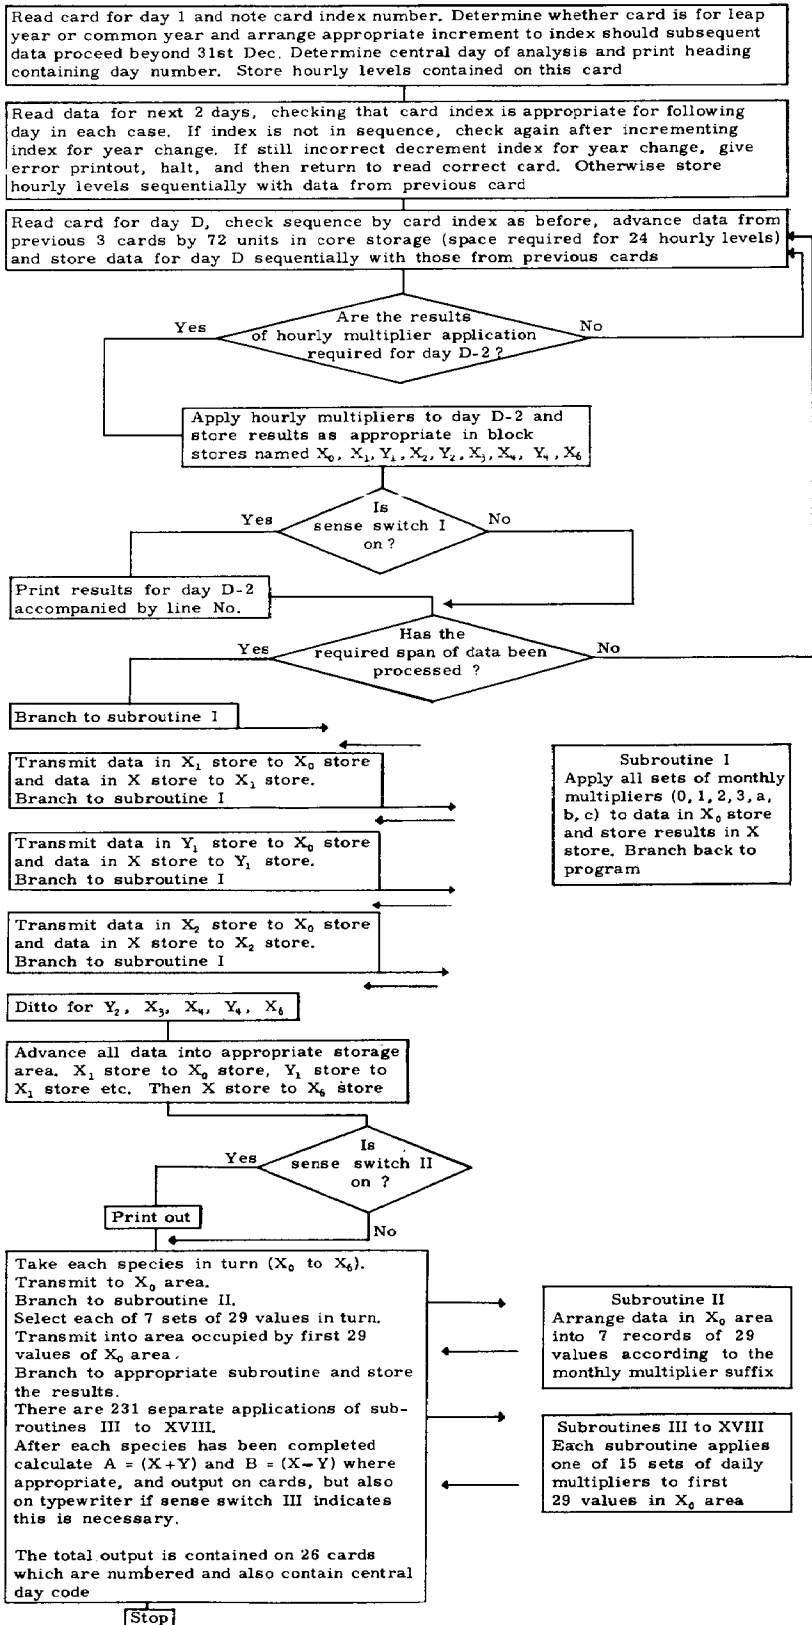 Read card for day 1 and note card index number. Determine whether card is for leap
year or common year and arrange appropriate increment to index should subsequent
data proceed beyond 31st Dec. Determine central day of analysis and print heading
containing day number. Store hourly levels contained on this card
Read data for next 2 days, checking that card index is appropriate for following
day in each case. If index is not in sequence, check again after incrementing
index for year change. If still incorrect decrement index for year change, give
error printout, halt, and then return to read correct card. Otherwise store
hourly levels sequentially with data from previous card
Read card for day D, check sequence by card index as before, advance data from
previous 3 cards by 72 units in core storage (space required for 24 hourly levels)
and store data for day D sequentially with those from previous cards
Are the results
of hourly multiplier application
required for day D-2?
Yes
No
Apply hourly multipliers to day D-2 and
store results as appropriate in block
stores named X₀, X₁, Y₁, X₂, Y₂, X₃, X₄, Y₄, X₆
Is
sense switch I
on?
Yes
No
Print results for day D-2
accompanied by line No.
Has the
required span of data been
processed ?
Yes
No
Branch to subroutine I
Transmit data in X₁ store to X₀ store
and data in X store to X₁ store.
Branch to subroutine I
Subroutine I
Apply all sets of monthly
multipliers (0, 1, 2, 3, a,
b, c) to data in X₀ store
and store results in X
store. Branch back to
program
Transmit data in Y₁ store to X₀ store
and data in X store to Y₁ store.
Branch to subroutine I
Transmit data in X₂ store to X₀ store
and data in X store to X₂ store.
Branch to subroutine I
Ditto for Y₂, X₃, X₄, Y₄, X₆
Advance all data into appropriate storage
area. X₁ store to X₀ store, Y₁ store to
X₁ store etc. Then X store to X₆ store
Is
sense switch II
on ?
Yes
No
Print out
Take each species in turn (X₀ to X₆).
Transmit to X₀ area.
Branch to subroutine II.
Select each of 7 sets of 29 values in turn.
Transmit into area occupied by first 29
values of X₀ area.
Branch to appropriate subroutine and store
the results.
There are 231 separate applications of sub-
routines III to XVIII.
After each species has been completed
calculate A = (X+Y) and B = (X-Y) where
appropriate, and output on cards, but also
on typewriter if sense switch III indicates
this is necessary.
The total output is contained on 26 cards
which are numbered and also contain central
day code
Subroutine II
Arrange data in X₀ area
into 7 records of 29
values according to the
monthly multiplier suffix
Subroutines III to XVIII
Each subroutine applies
one of 15 sets of daily
multipliers to first
29 values in X₀ area
Stop